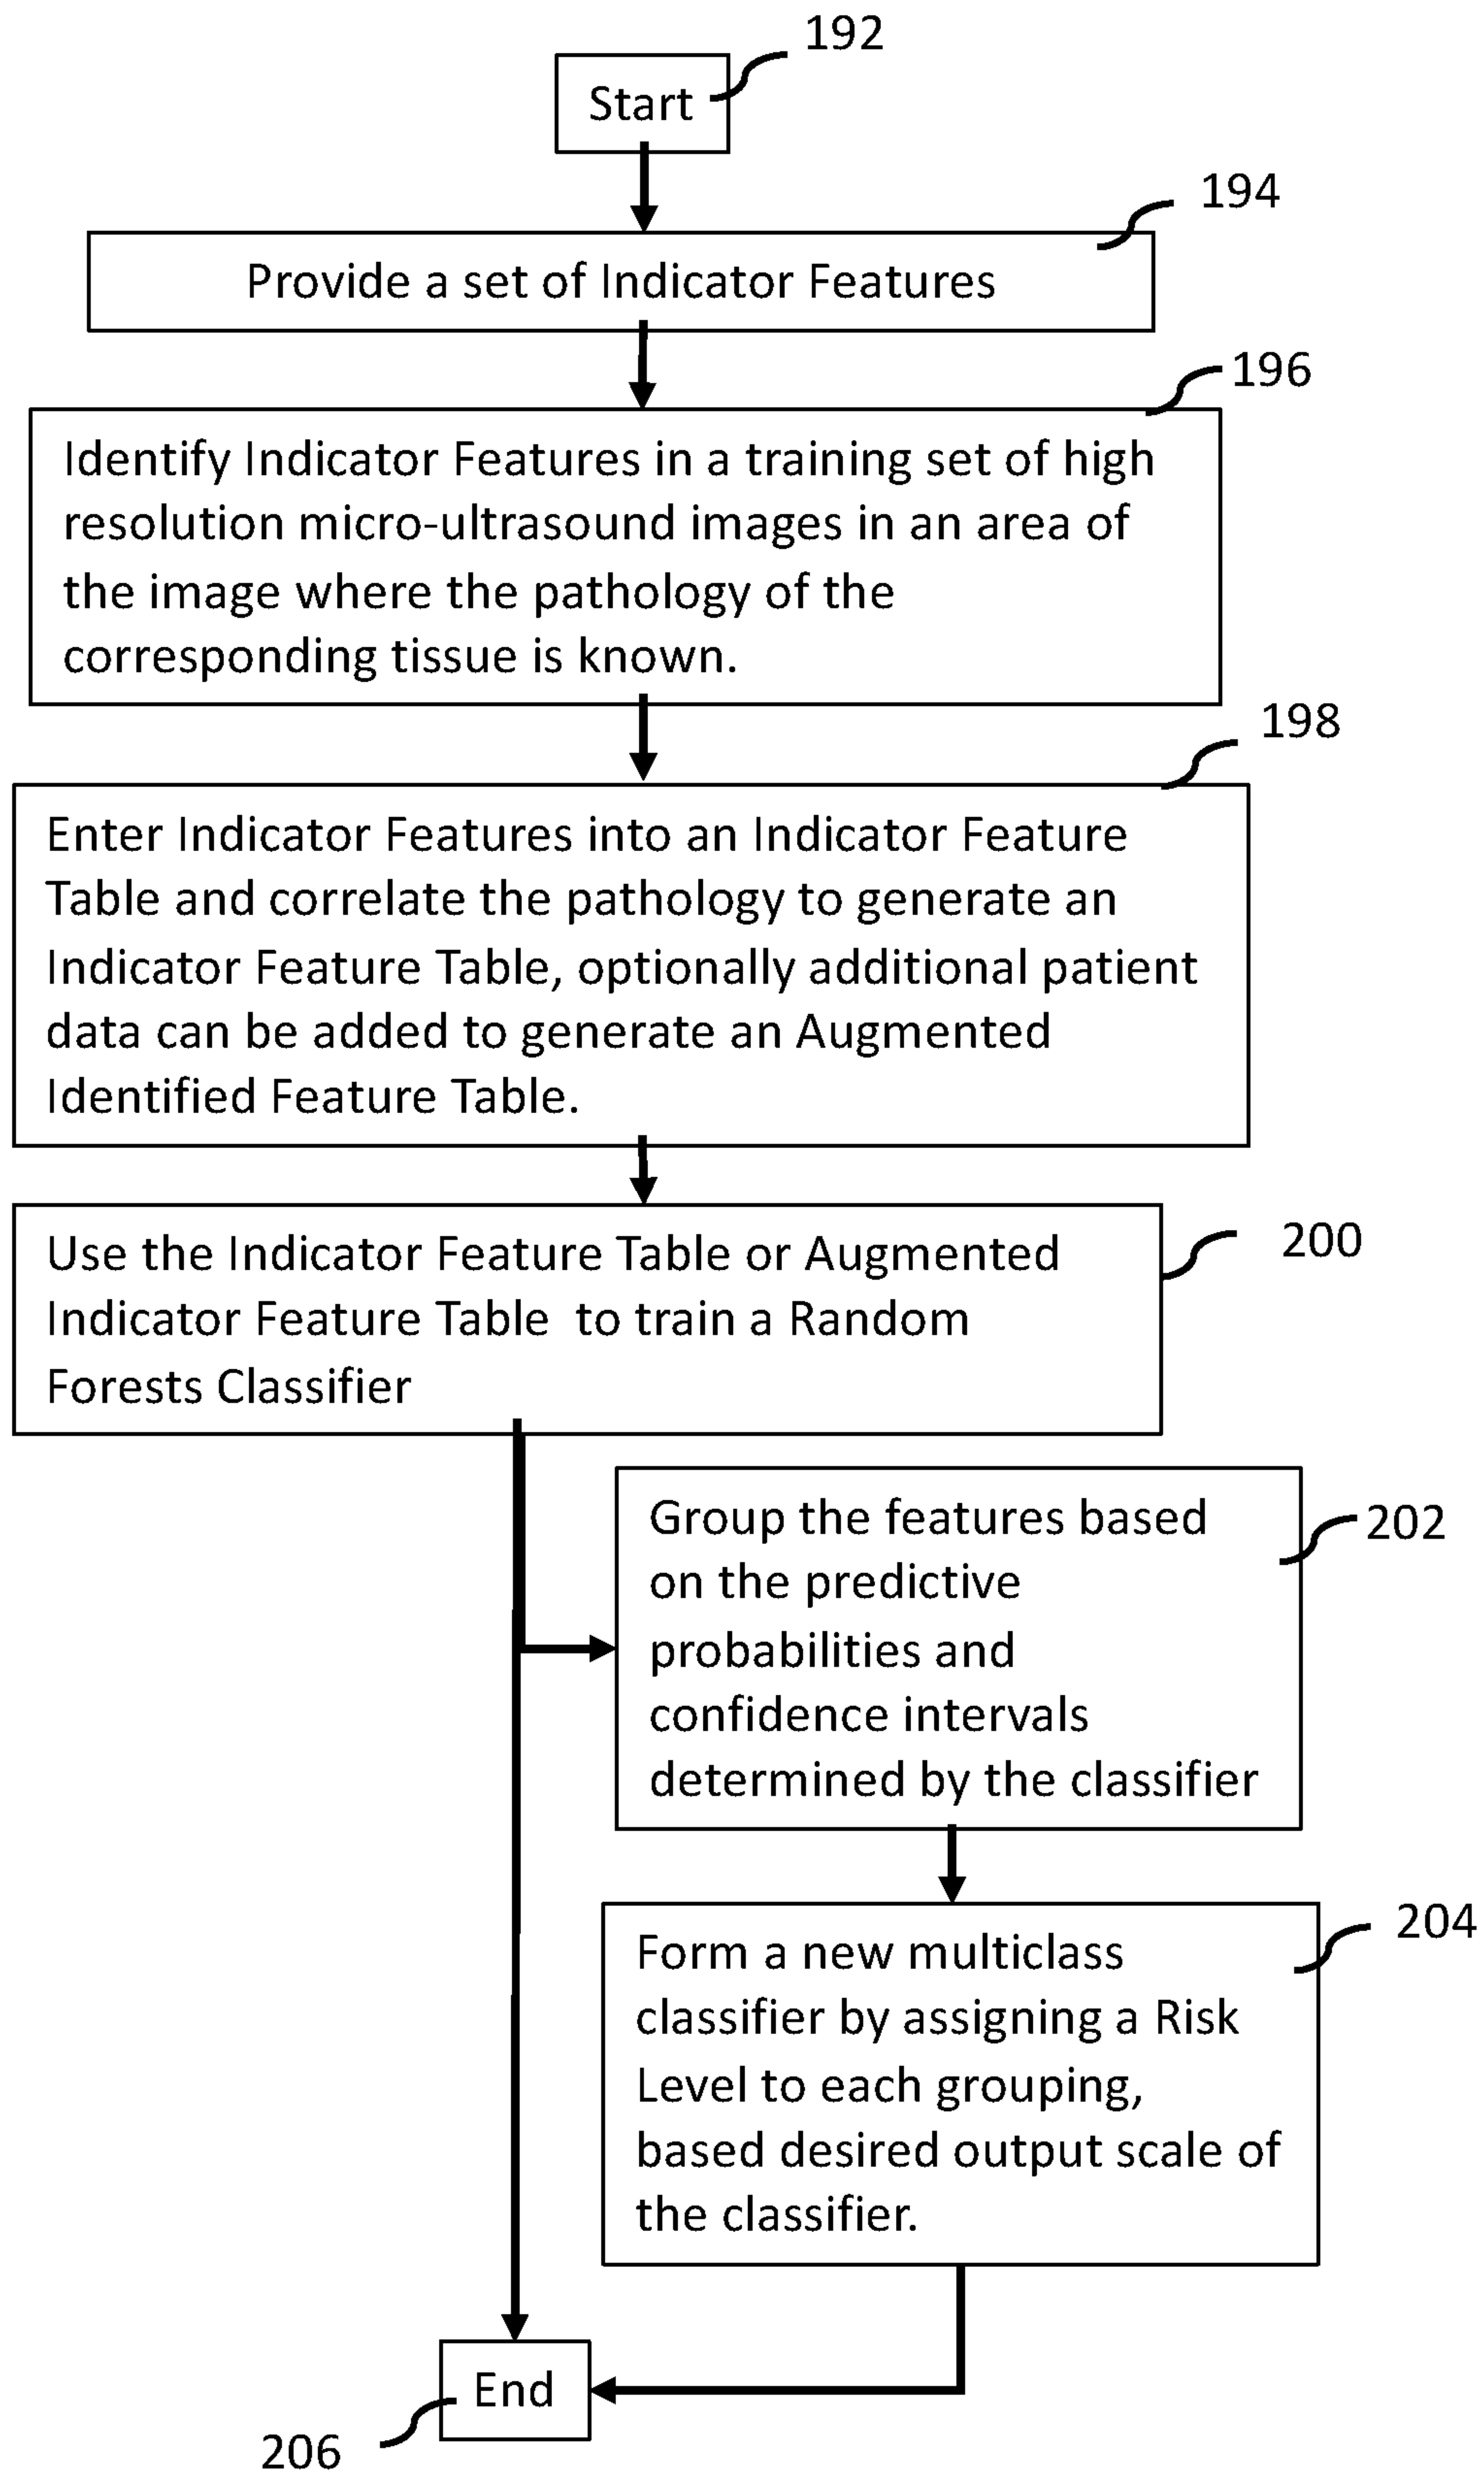 192
Start
194
Provide a set of Indicator Features
196
Identify Indicator Features in a training set of high
resolution micro-ultrasound images in an area of
the image where the pathology of the
corresponding tissue is known.
198
Enter Indicator Features into an Indicator Feature
Table and correlate the pathology to generate an
Indicator Feature Table, optionally additional patient
data can be added to generate an Augmented
Identified Feature Table.
200
Use the Indicator Feature Table or Augmented
Indicator Feature Table to train a Random
Forests Classifier
202
Group the features based
on the predictive
probabilities and
confidence intervals
determined by the classifier
204
Form a new multiclass
classifier by assigning a Risk
Level to each grouping,
based desired output scale of
the classifier.
End
206